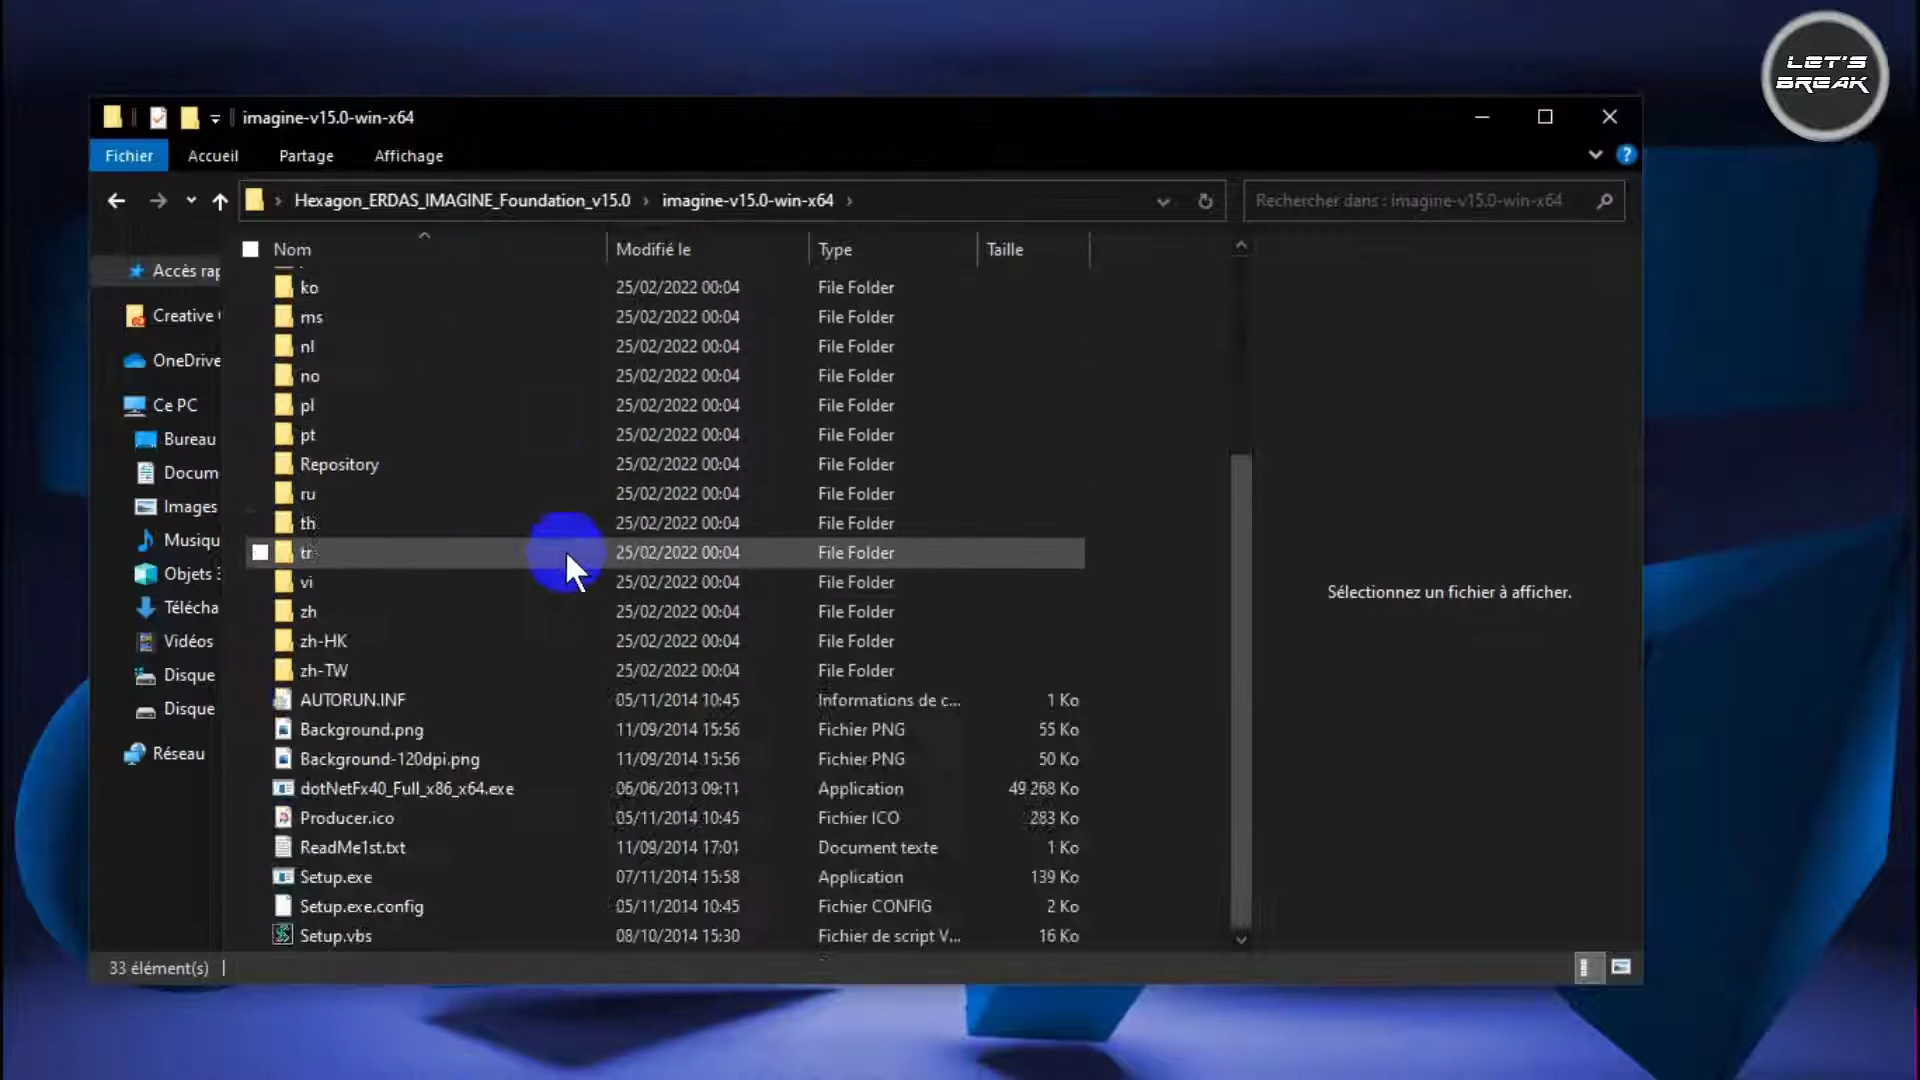 LET'S
BREAK
imagine-v15.0-win-x64
Fichier Accueil Partage Affichage
Hexagon_ERDAS_IMAGINE_Foundation_v15.0 › imagine-v15.0-win-x64 ›
Rechercher dans : imagine-v15.0-win-x64
Nom Modifié le Type Taille
ko 25/02/2022 00:04 File Folder
ms 25/02/2022 00:04 File Folder
nl 25/02/2022 00:04 File Folder
no 25/02/2022 00:04 File Folder
pl 25/02/2022 00:04 File Folder
pt 25/02/2022 00:04 File Folder
Repository 25/02/2022 00:04 File Folder
ru 25/02/2022 00:04 File Folder
th 25/02/2022 00:04 File Folder
tr 25/02/2022 00:04 File Folder
vi 25/02/2022 00:04 File Folder
zh 25/02/2022 00:04 File Folder
zh-HK 25/02/2022 00:04 File Folder
zh-TW 25/02/2022 00:04 File Folder
AUTORUN.INF 05/11/2014 10:45 Informations de c... 1 Ko
Background.png 11/09/2014 15:56 Fichier PNG 55 Ko
Background-120dpi.png 11/09/2014 15:56 Fichier PNG 50 Ko
dotNetFx40_Full_x86_x64.exe 06/06/2013 09:11 Application 49 268 Ko
Producer.ico 05/11/2014 10:45 Fichier ICO 283 Ko
ReadMe1st.txt 11/09/2014 17:01 Document texte 1 Ko
Setup.exe 07/11/2014 15:58 Application 139 Ko
Setup.exe.config 05/11/2014 10:45 Fichier CONFIG 2 Ko
Setup.vbs 08/10/2014 15:30 Fichier de script V... 16 Ko
Accès rap
Creative
OneDrive
Ce PC
Bureau
Docum
Images
Musiqu
Objets 3
Télécha
Vidéos
Disque
Disque
Réseau
Sélectionnez un fichier à afficher.
33 élément(s)